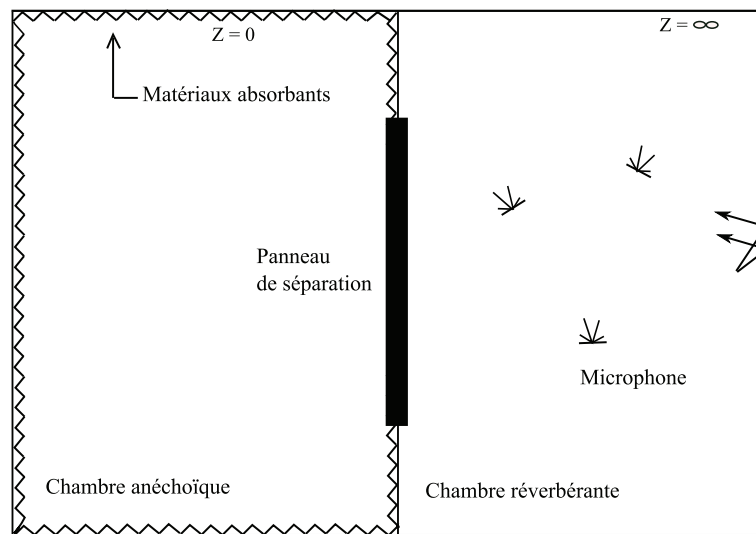 Z = 0
Z = ∞
Matériaux absorbants
Panneau
de séparation
Microphone
Chambre anéchoïque
Chambre réverbérante